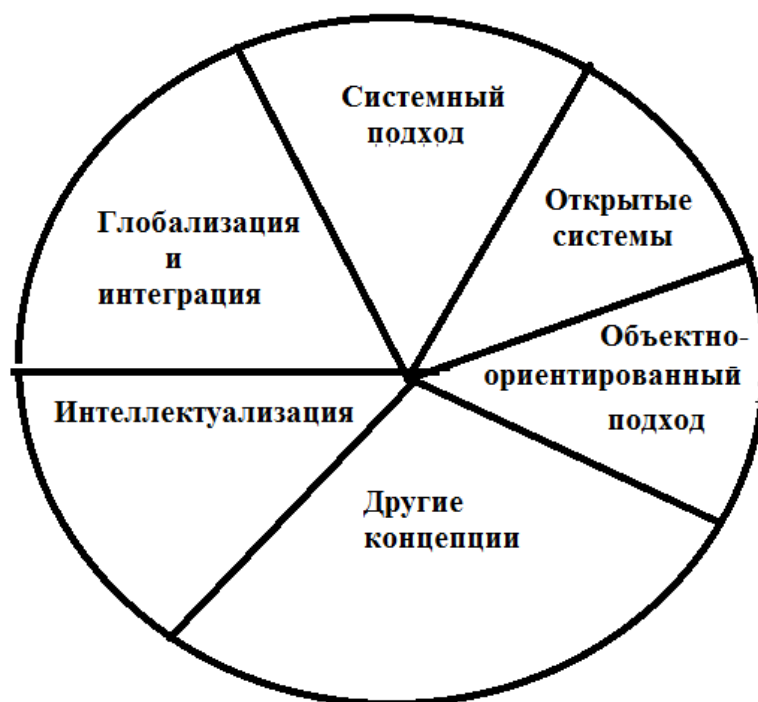 Системный
подход
Открытые
системы
Глобализация
и
интеграция
Объектно-
ориентированный
подход
Интеллектуализация
Другие
концепции